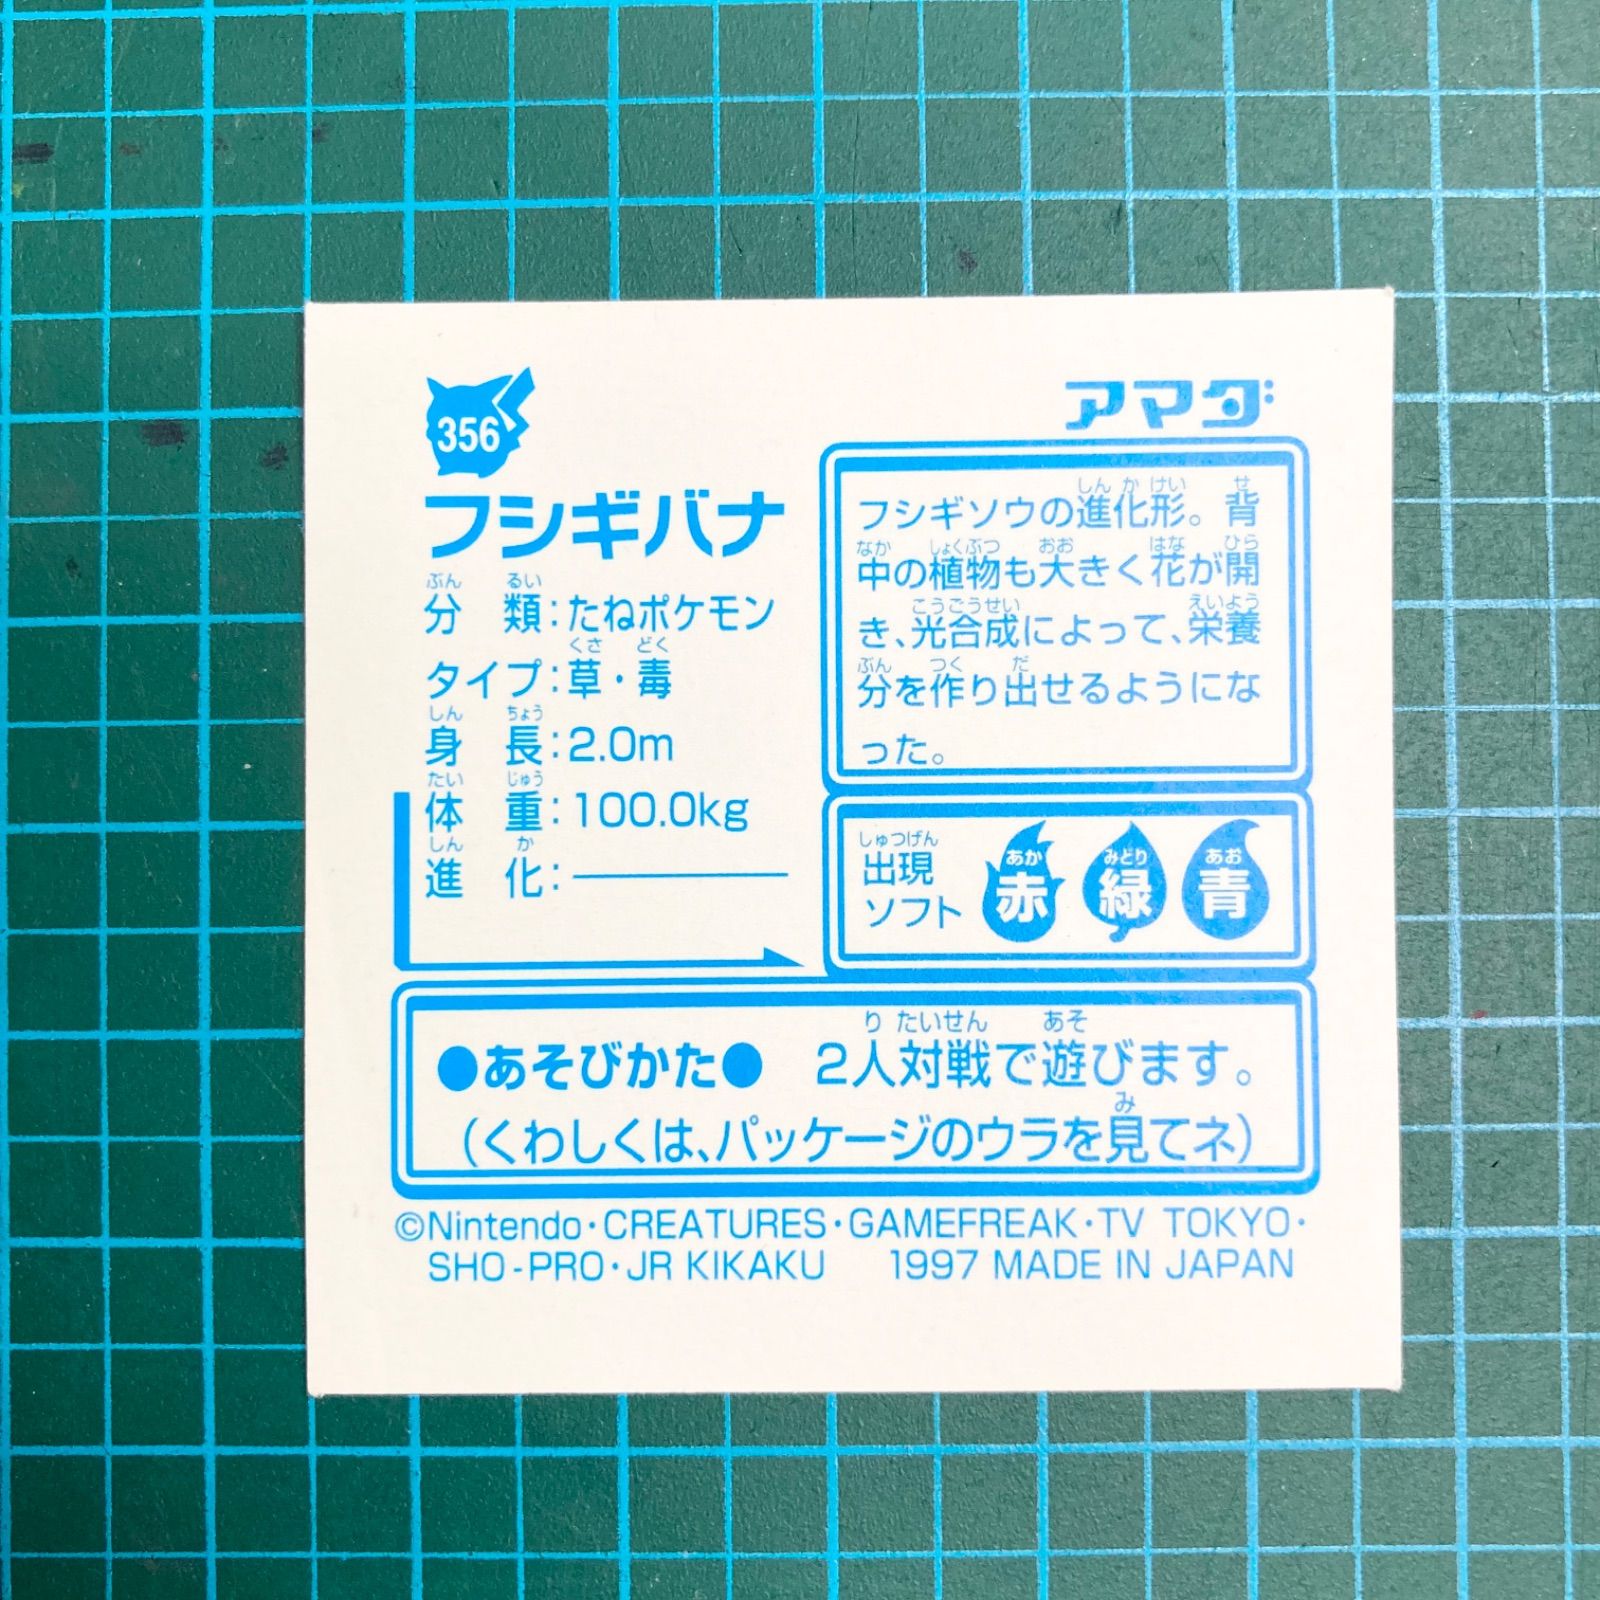 356
アマダ
フシギバナ
分類：たねポケモン
タイプ：草・毒
身長：2.0m
体重：100.0kg
進化：————
フシギソウの進化形。背
中の植物も大きく花が開
き、光合成によって、栄養
分を作り出せるようにな
った。
出現
ソフト
赤 緑 青
●あそびかた● 2人対戦で遊びます。
（くわしくは、パッケージのウラを見てネ）
©Nintendo・CREATURES・GAMEFREAK・TV TOKYO・
SHO-PRO・JR KIKAKU 1997 MADE IN JAPAN